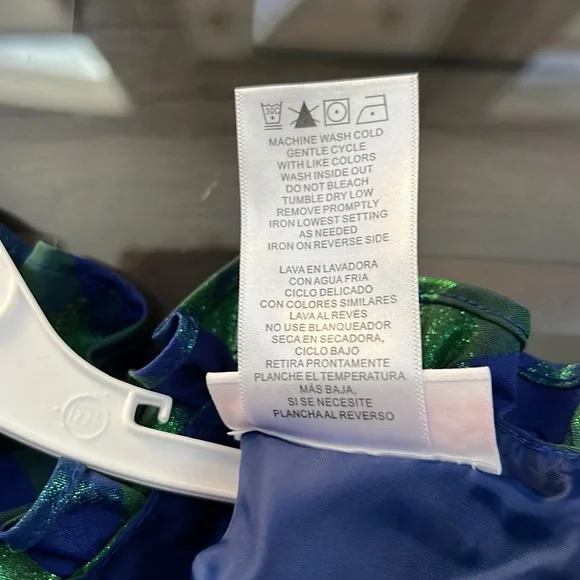 30C
MACHINE WASH COLD
GENTLE CYCLE
WITH LIKE COLORS
WASH INSIDE OUT
DO NOT BLEACH
TUMBLE DRY LOW
REMOVE PROMPTLY
IRON LOWEST SETTING
AS NEEDED
IRON ON REVERSE SIDE
LAVA EN LAVADORA
CON AGUA FRIA
CICLO DELICADO
CON COLORES SIMILARES
LAVA AL REVÉS
NO USE BLANQUEADOR
SECA EN SECADORA,
CICLO BAJO
RETIRA PRONTAMENTE
PLANCHE EL TEMPERATURA
MÁS BAJA,
SI SE NECESITE
PLANCHA AL REVERSO